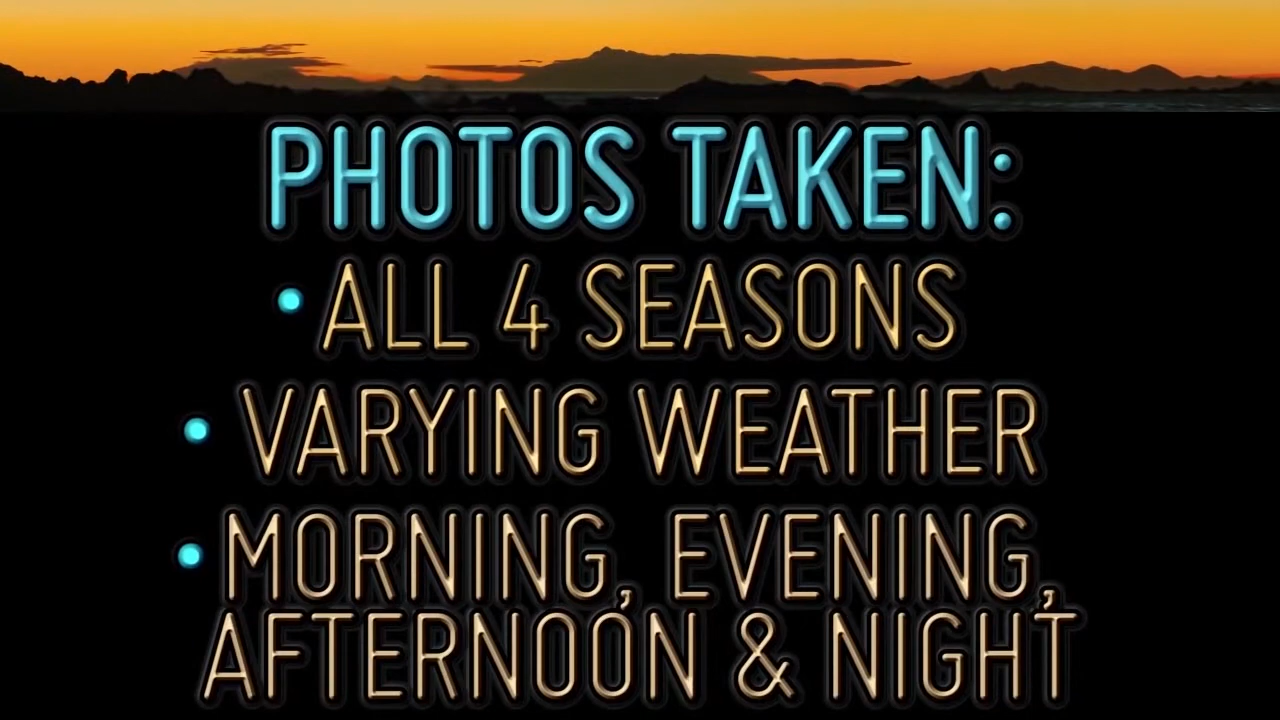 PHOTOS TAKEN:
• ALL 4 SEASONS
• VARYING WEATHER
• MORNING, EVENING,
AFTERNOON & NIGHT